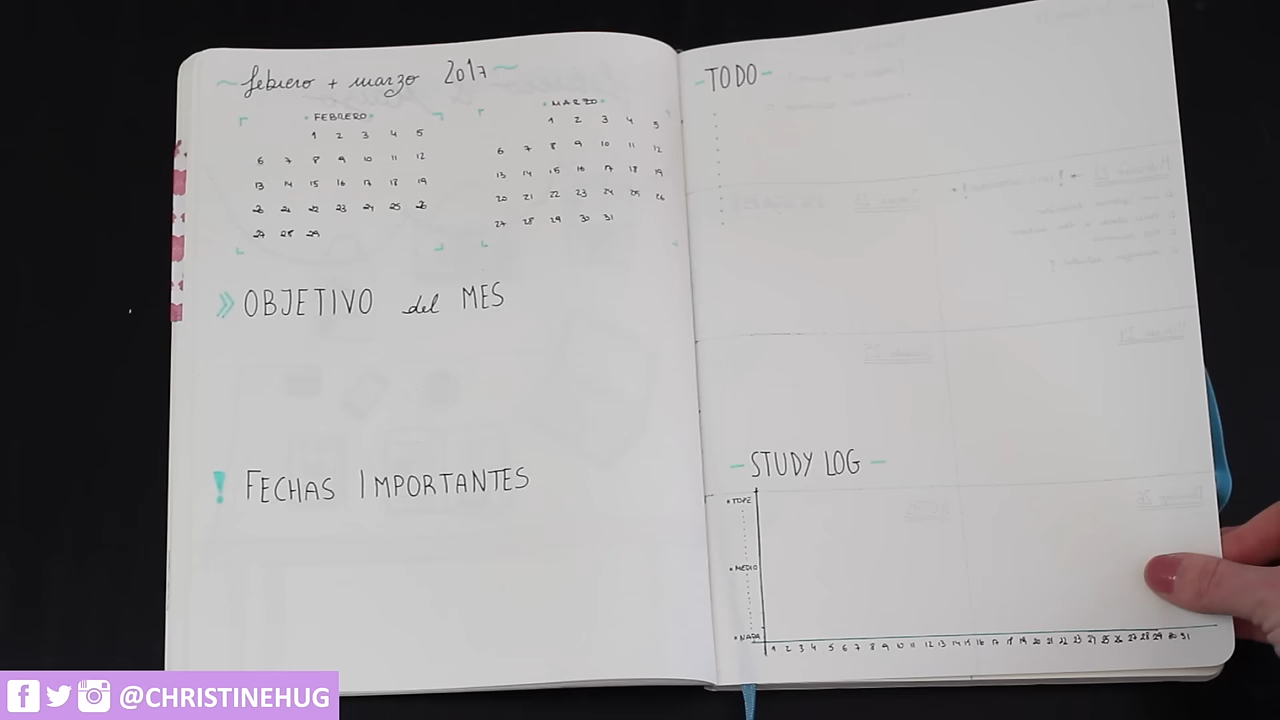 ~ febrero + marzo 2017 ~
• FEBRERO •
1 2 3 4 5
6 7 8 9 10 11 12
13 14 15 16 17 18 19
20 21 22 23 24 25 26
27 28 29
• MARZO •
1 2 3 4 5
6 7 8 9 10 11 12
13 14 15 16 17 18 19
20 21 22 23 24 25 26
27 28 29 30 31
» OBJETIVO del MES
! FECHAS IMPORTANTES
- TO DO -
- STUDY LOG -
• TOPE
• MEDIO
• NADA
1 2 3 4 5 6 7 8 9 10 11 12 13 14 15 16 17 18 19 20 21 22 23 24 25 26 27 28 29 30 31
@CHRISTINEHUG